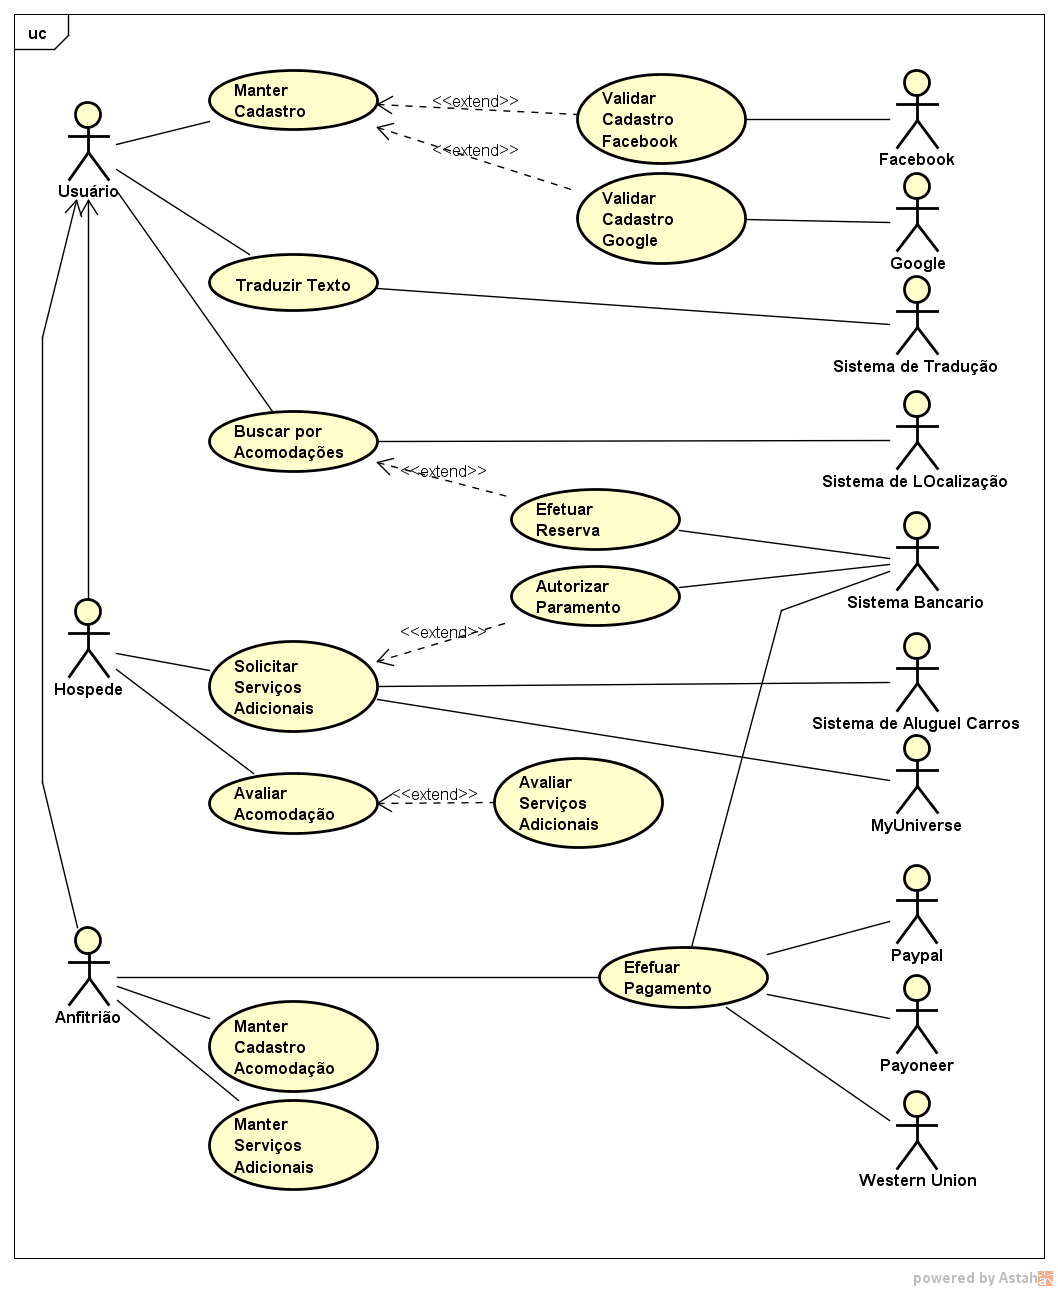 uc
Manter
Cadastro
<<extend>>
Validar
Cadastro
Facebook
Facebook
Usuário
<<extend>>
Validar
Cadastro
Google
Google
Traduzir Texto
Sistema de Tradução
Buscar por
Acomodações
<<extend>>
Sistema de LOcalização
Efetuar
Reserva
Autorizar
Paramento
Sistema Bancario
<<extend>>
Hospede
Solicitar
Serviços
Adicionais
Sistema de Aluguel Carros
Avaliar
Acomodação
<<extend>>
Avaliar
Serviços
Adicionais
MyUniverse
Paypal
Efefuar
Pagamento
Anfitrião
Manter
Cadastro
Acomodação
Payoneer
Manter
Serviços
Adicionais
Western Union
powered by Astah